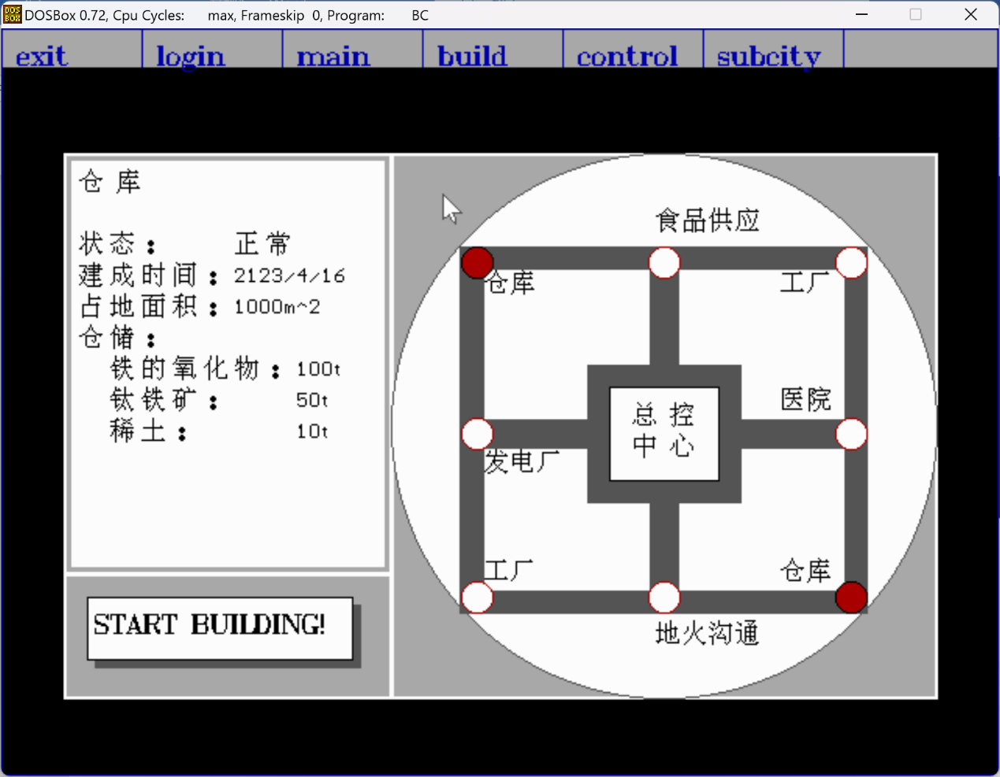 DOSBox 0.72, Cpu Cycles: max, Frameskip 0, Program: BC
exit login main build control subcity
仓 库
状态： 正常
建成时间：2123/4/16
占地面积：1000m^2
仓储：
铁的氧化物：100t
钛铁矿： 50t
稀土： 10t
START BUILDING!
食品供应
仓库
工厂
医院
总 控
中 心
发电厂
工厂
仓库
地火沟通